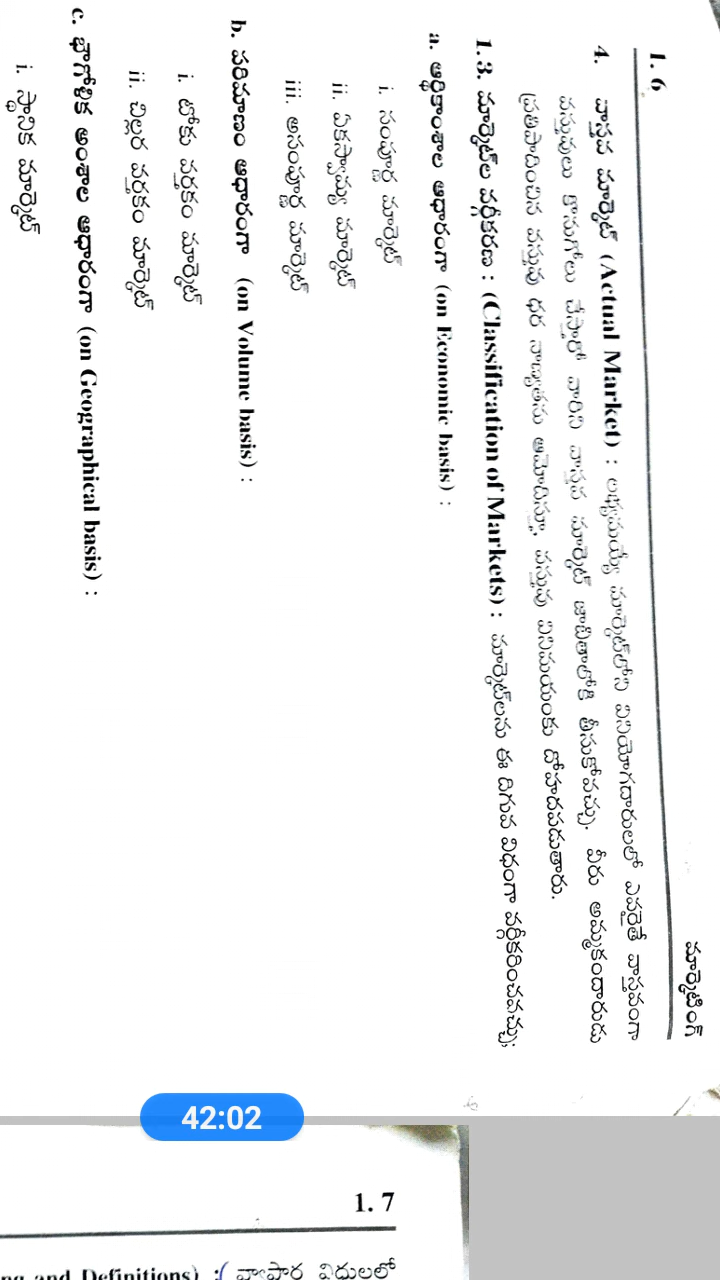 1. 6
మార్కెటింగ్
4. వాస్తవ మార్కెట్ (Actual Market) : లభ్యమయ్యే మార్కెట్‌లోని వినియోగదారులలో ఎవరైతే వాస్తవంగా
వస్తువులు కొనుగోలు చేస్తారో వారిని వాస్తవ మార్కెట్ జాబితాలోకి తీసుకోవచ్చు. వీరు అమ్మకందారుడు
ప్రతిపాదించిన వస్తువు ధర నాణ్యతను ఆమోదిస్తూ, వస్తువు వినిమయంకు దోహదపడుతారు.
1.3. మార్కెట్‌ల వర్గీకరణ : (Classification of Markets) : మార్కెట్‌లను ఈ దిగువ విధంగా వర్గీకరించవచ్చు;
a. ఆర్థికాంశాల ఆధారంగా (on Economic basis) :
i. సంపూర్ణ మార్కెట్
ii. ఏకస్వామ్య మార్కెట్
iii. అసంపూర్ణ మార్కెట్
b. పరిమాణం ఆధారంగా (on Volume basis) :
i. టోకు వర్తకం మార్కెట్
ii. చిల్లర వర్తకం మార్కెట్
c. భౌగోళిక అంశాల ఆధారంగా (on Geographical basis) :
i. స్థానిక మార్కెట్
42:02
1. 7
and Definitions) : వ్యాపార విధులలో